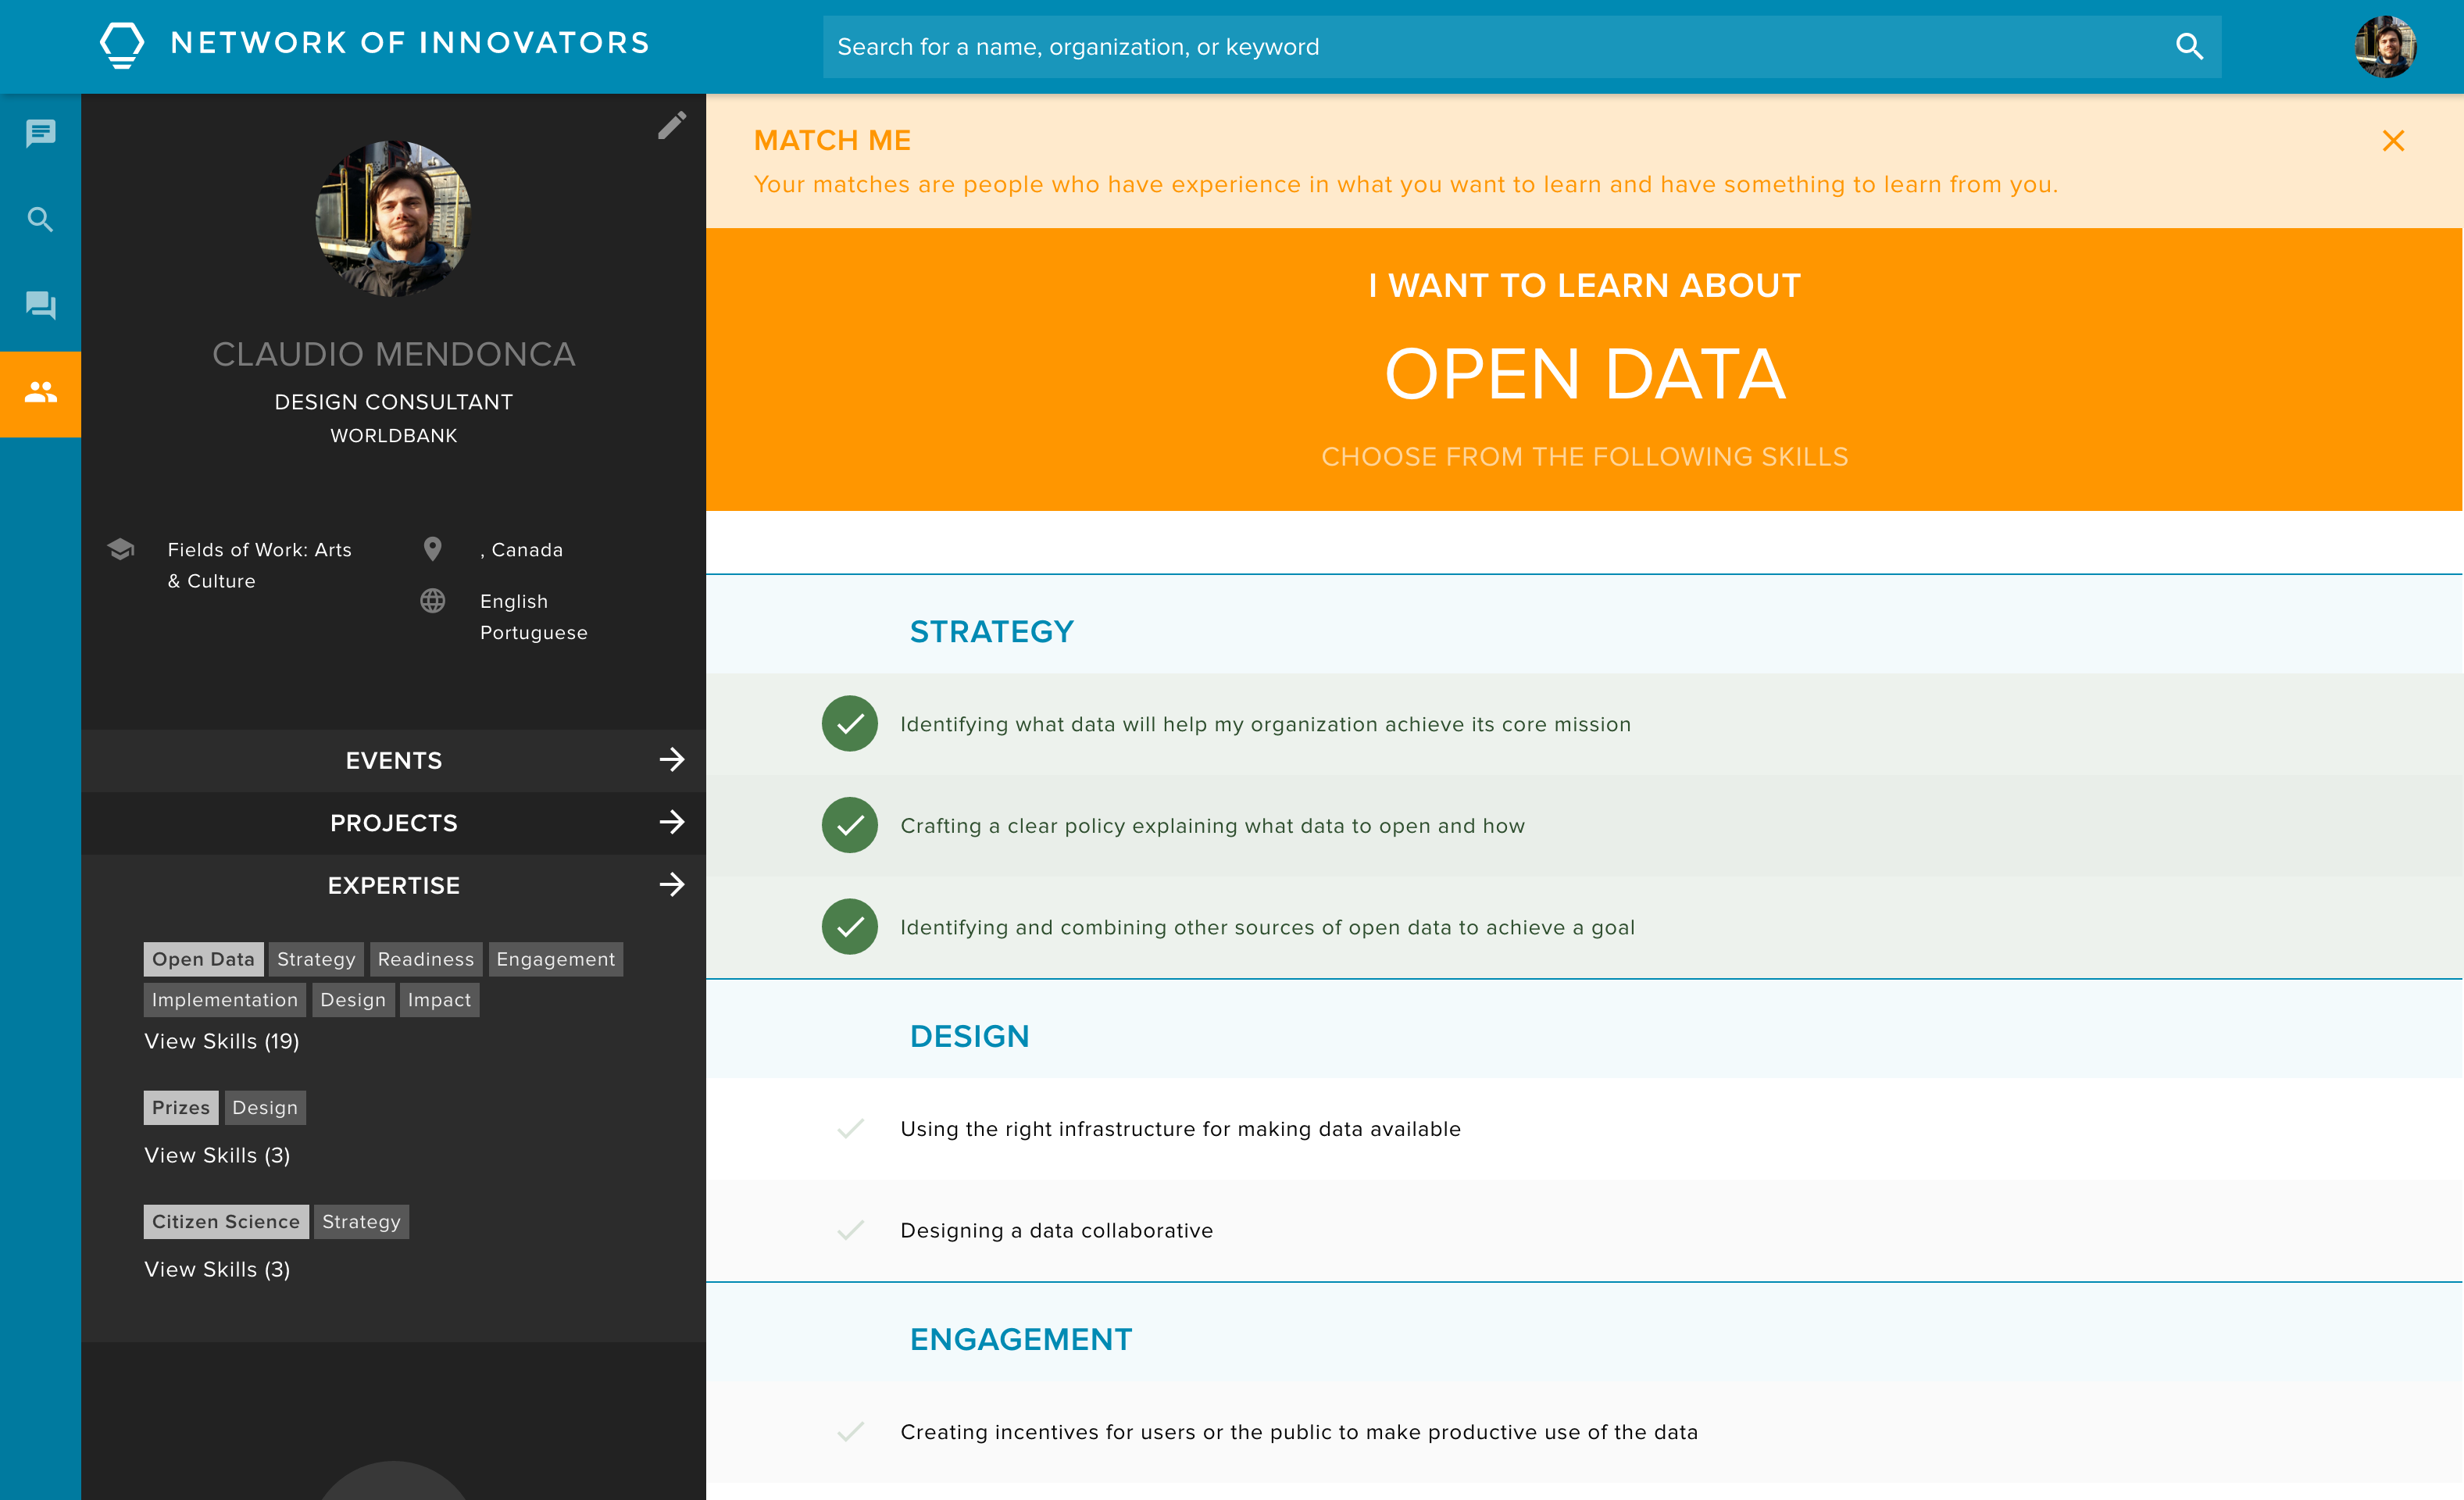 NETWORK OF INNOVATORS
Search for a name, organization, or keyword
CLAUDIO MENDONCA
DESIGN CONSULTANT
WORLDBANK
Fields of Work: Arts
& Culture
, Canada
English
Portuguese
EVENTS
PROJECTS
EXPERTISE
Open Data Strategy Readiness Engagement
Implementation Design Impact
View Skills (19)
Prizes Design
View Skills (3)
Citizen Science Strategy
View Skills (3)
MATCH ME
Your matches are people who have experience in what you want to learn and have something to learn from you.
I WANT TO LEARN ABOUT
OPEN DATA
CHOOSE FROM THE FOLLOWING SKILLS
STRATEGY
Identifying what data will help my organization achieve its core mission
Crafting a clear policy explaining what data to open and how
Identifying and combining other sources of open data to achieve a goal
DESIGN
Using the right infrastructure for making data available
Designing a data collaborative
ENGAGEMENT
Creating incentives for users or the public to make productive use of the data